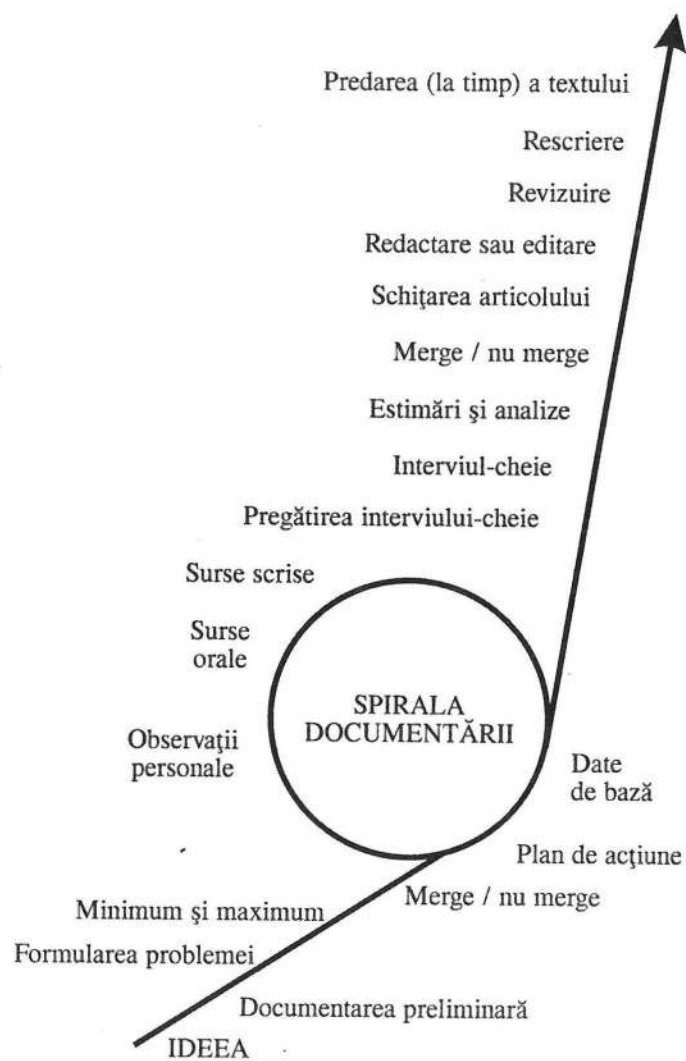 Predarea (la timp) a textului
Rescriere
Revizuire
Redactare sau editare
Schiţarea articolului
Merge / nu merge
Estimări şi analize
Interviul-cheie
Pregătirea interviului-cheie
Surse scrise
Surse
orale
SPIRALA
DOCUMENTĂRII
Observaţii
personale
Date
de bază
Plan de acţiune
Merge / nu merge
Minimum şi maximum
Formularea problemei
Documentarea preliminară
IDEEA